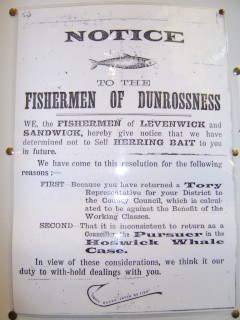 NOTICE
TO THE
FISHERMEN OF DUNROSSNESS
WE, the FISHERMEN of LEVENWICK and
SANDWICK, hereby give notice that we have
determined not to Sell HERRING BAIT to you
in future.
We have come to this resolution for the following
reasons :—
FIRST—Because you have returned a Tory
Representative for your District to
the County Council, which is calcul-
ated to be against the Benefit of the
Working Classes.
SECOND—That it is inconsistent to return as a
Councillor the Pursuer in the
Hoswick Whale
Case.
In view of these considerations, we think it our
duty to with-hold dealings with you.